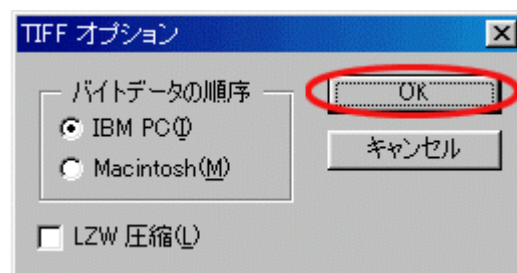 TIFF オプション
バイトデータの順序
IBM PC(I)
Macintosh(M)
LZW 圧縮(L)
OK
キャンセル